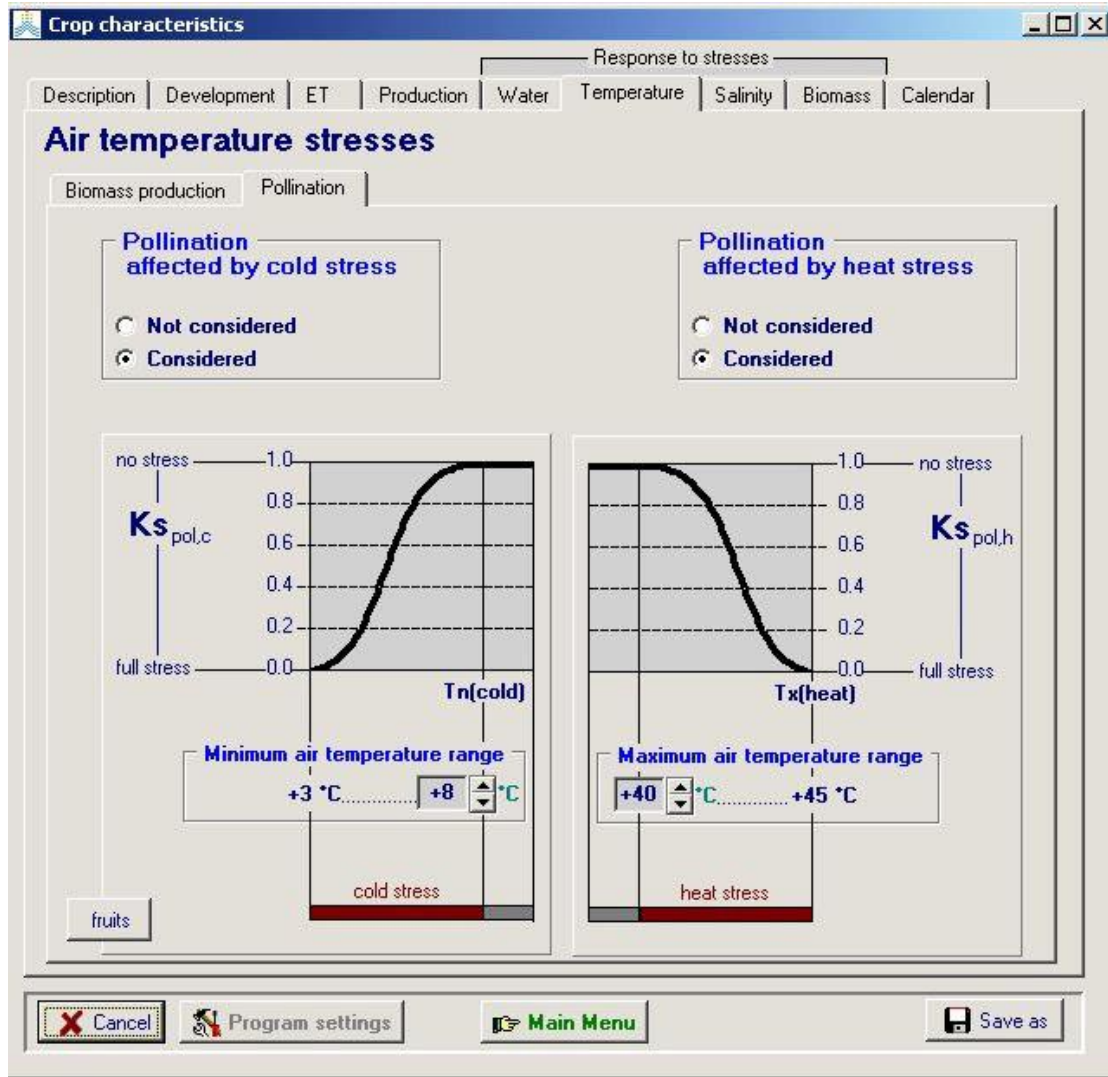 Crop characteristics
Response to stresses
Description Development ET Production Water Temperature Salinity Biomass Calendar
Air temperature stresses
Biomass production Pollination
Pollination
affected by cold stress
Not considered
Considered
Pollination
affected by heat stress
Not considered
Considered
no stress 1.0
0.8
Ks pol,c
0.6
0.4
0.2
full stress 0.0
Tn(cold)
Minimum air temperature range
+3 °C............. +8 °C
cold stress
fruits
1.0 no stress
0.8
Ks pol,h
0.6
0.4
0.2
0.0 full stress
Tx(heat)
Maximum air temperature range
+40 °C............ +45 °C
heat stress
Cancel Program settings Main Menu Save as